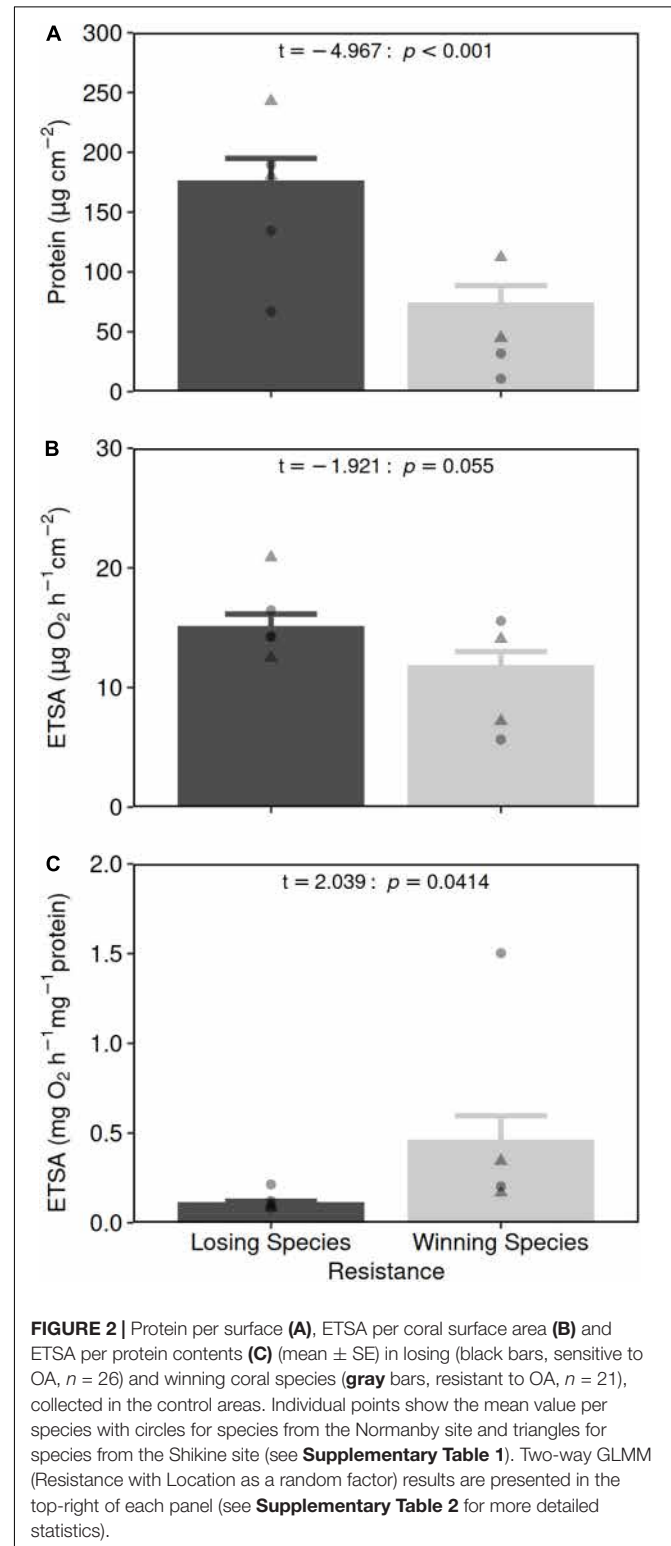 A
300
250
200
150
100
50
0
Protein (μg cm−2)
t = −4.967 : p < 0.001
B
30
20
10
0
ETSA (μg O2 h−1cm−2)
t = −1.921 : p = 0.055
C
2.0
1.5
1.0
0.5
0.0
ETSA (mg O2 h−1mg−1protein)
t = 2.039 : p = 0.0414
Losing Species Winning Species
Resistance
FIGURE 2 | Protein per surface (A), ETSA per coral surface area (B) and
ETSA per protein contents (C) (mean ± SE) in losing (black bars, sensitive to
OA, n = 26) and winning coral species (gray bars, resistant to OA, n = 21),
collected in the control areas. Individual points show the mean value per
species with circles for species from the Normanby site and triangles for
species from the Shikine site (see Supplementary Table 1). Two-way GLMM
(Resistance with Location as a random factor) results are presented in the
top-right of each panel (see Supplementary Table 2 for more detailed
statistics).